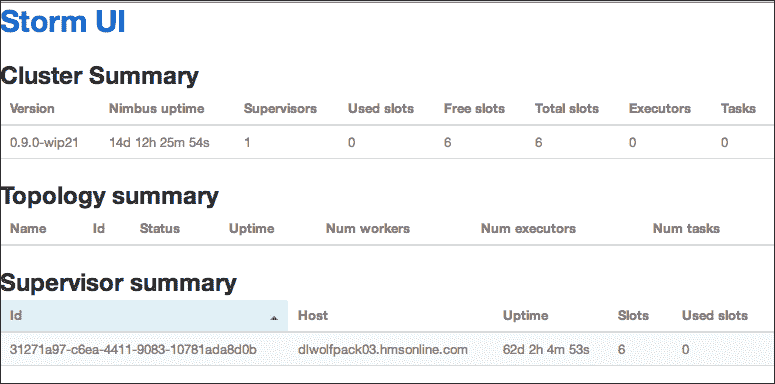 Storm UI
Cluster Summary
Version Nimbus uptime Supervisors Used slots Free slots Total slots Executors Tasks
0.9.0-wip21 14d 12h 25m 54s 1 0 6 6 0 0
Topology summary
Name Id Status Uptime Num workers Num executors Num tasks
Supervisor summary
Id Host Uptime Slots Used slots
31271a97-c6ea-4411-9083-10781ada8d0b dlwolfpack03.hmsonline.com 62d 2h 4m 53s 6 0